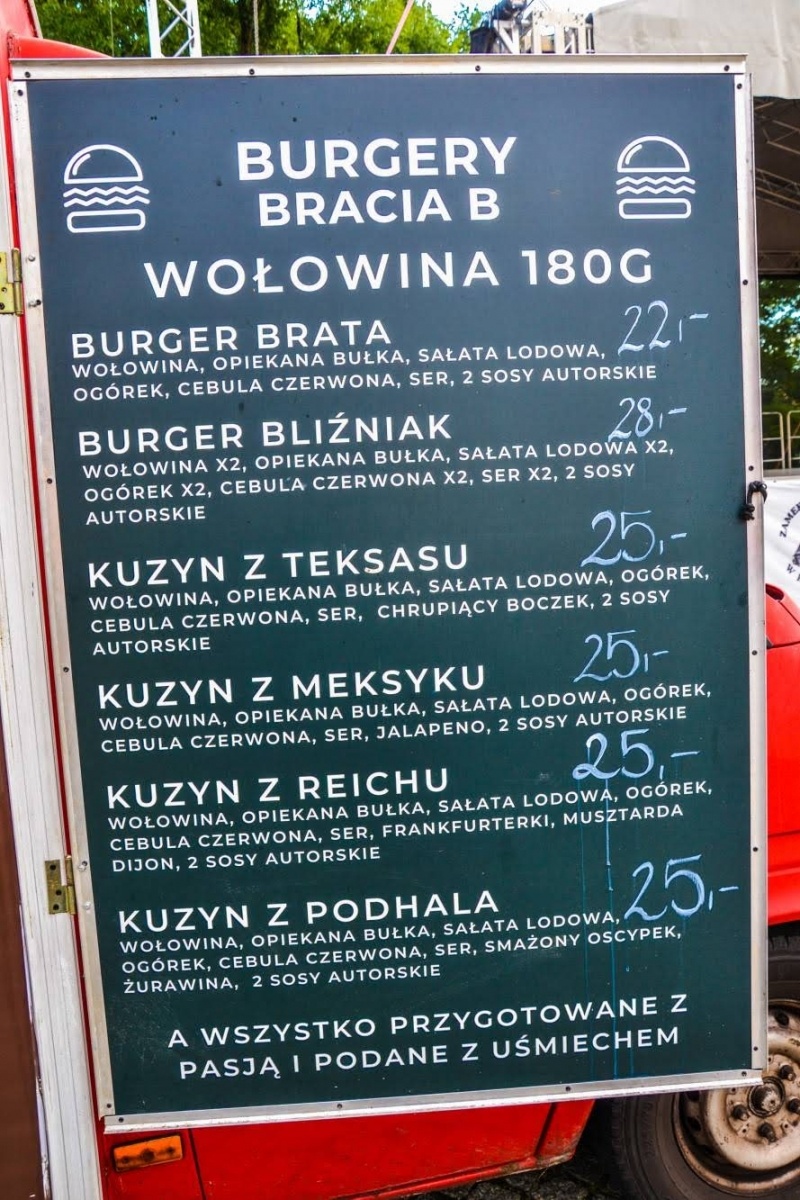 BURGERY
BRACIA B
WOŁOWINA 180G
BURGER BRATA 22,-
WOŁOWINA, OPIEKANA BUŁKA, SAŁATA LODOWA,
OGÓREK, CEBULA CZERWONA, SER, 2 SOSY AUTORSKIE
BURGER BLIŹNIAK 28,-
WOŁOWINA X2, OPIEKANA BUŁKA, SAŁATA LODOWA X2,
OGÓREK X2, CEBULA CZERWONA X2, SER X2, 2 SOSY
AUTORSKIE
KUZYN Z TEKSASU 25,-
WOŁOWINA, OPIEKANA BUŁKA, SAŁATA LODOWA, OGÓREK,
CEBULA CZERWONA, SER, CHRUPIĄCY BOCZEK, 2 SOSY
AUTORSKIE
KUZYN Z MEKSYKU 25,-
WOŁOWINA, OPIEKANA BUŁKA, SAŁATA LODOWA, OGÓREK,
CEBULA CZERWONA, SER, JALAPENO, 2 SOSY AUTORSKIE
KUZYN Z REICHU 25,-
WOŁOWINA, OPIEKANA BUŁKA, SAŁATA LODOWA, OGÓREK,
CEBULA CZERWONA, SER, FRANKFURTERKI, MUSZTARDA
DIJON, 2 SOSY AUTORSKIE
KUZYN Z PODHALA 25,-
WOŁOWINA, OPIEKANA BUŁKA, SAŁATA LODOWA,
OGÓREK, CEBULA CZERWONA, SER, SMAŻONY OSCYPEK,
ŻURAWINA, 2 SOSY AUTORSKIE
A WSZYSTKO PRZYGOTOWANE Z
PASJĄ I PODANE Z UŚMIECHEM